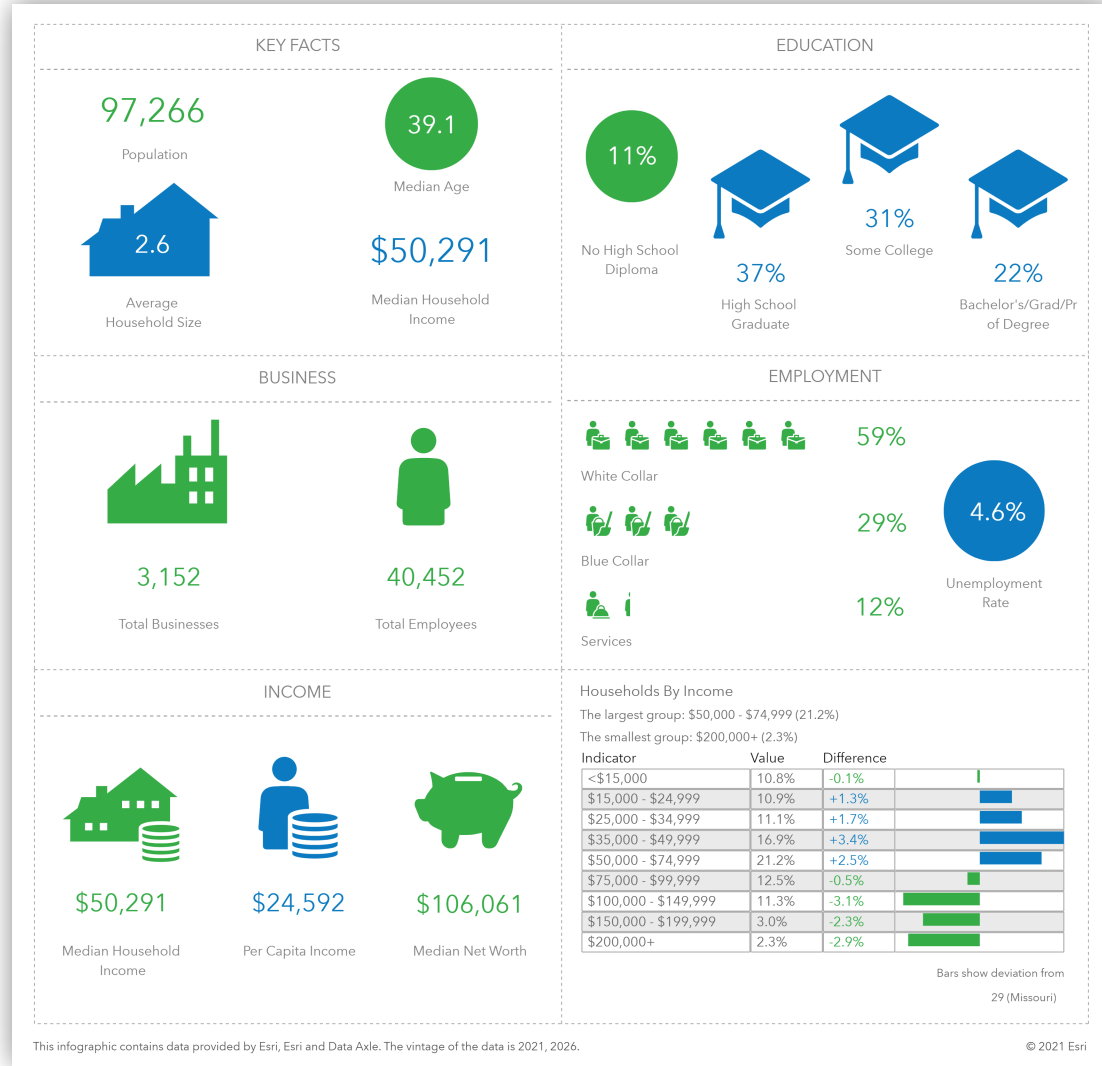 KEY FACTS
97,266
Population
39.1
Median Age
2.6
Average
Household Size
$50,291
Median Household
Income
EDUCATION
11%
No High School
Diploma
37%
High School
Graduate
31%
Some College
22%
Bachelor's/Grad/Pr
of Degree
BUSINESS
3,152
Total Businesses
40,452
Total Employees
EMPLOYMENT
59%
White Collar
29%
Blue Collar
12%
Services
4.6%
Unemployment
Rate
INCOME
$50,291
Median Household
Income
$24,592
Per Capita Income
$106,061
Median Net Worth
Households By Income
The largest group: $50,000 - $74,999 (21.2%)
The smallest group: $200,000+ (2.3%)
Indicator Value Difference
<$15,000 10.8% -0.1%
$15,000 - $24,999 10.9% +1.3%
$25,000 - $34,999 11.1% +1.7%
$35,000 - $49,999 16.9% +3.4%
$50,000 - $74,999 21.2% +2.5%
$75,000 - $99,999 12.5% -0.5%
$100,000 - $149,999 11.3% -3.1%
$150,000 - $199,999 3.0% -2.3%
$200,000+ 2.3% -2.9%
Bars show deviation from
29 (Missouri)
This infographic contains data provided by Esri, Esri and Data Axle. The vintage of the data is 2021, 2026.
© 2021 Esri